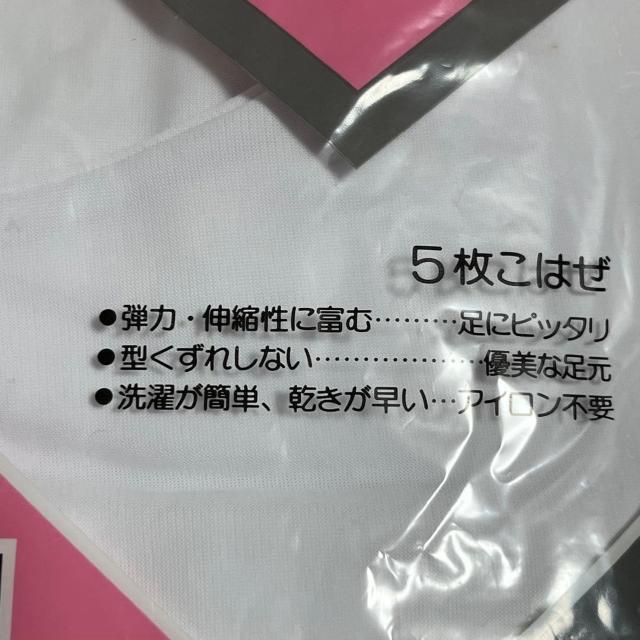 5枚こはぜ
●弾力・伸縮性に富む………足にピッタリ
●型くずれしない………………優美な足元
●洗濯が簡単、乾きが早い…アイロン不要